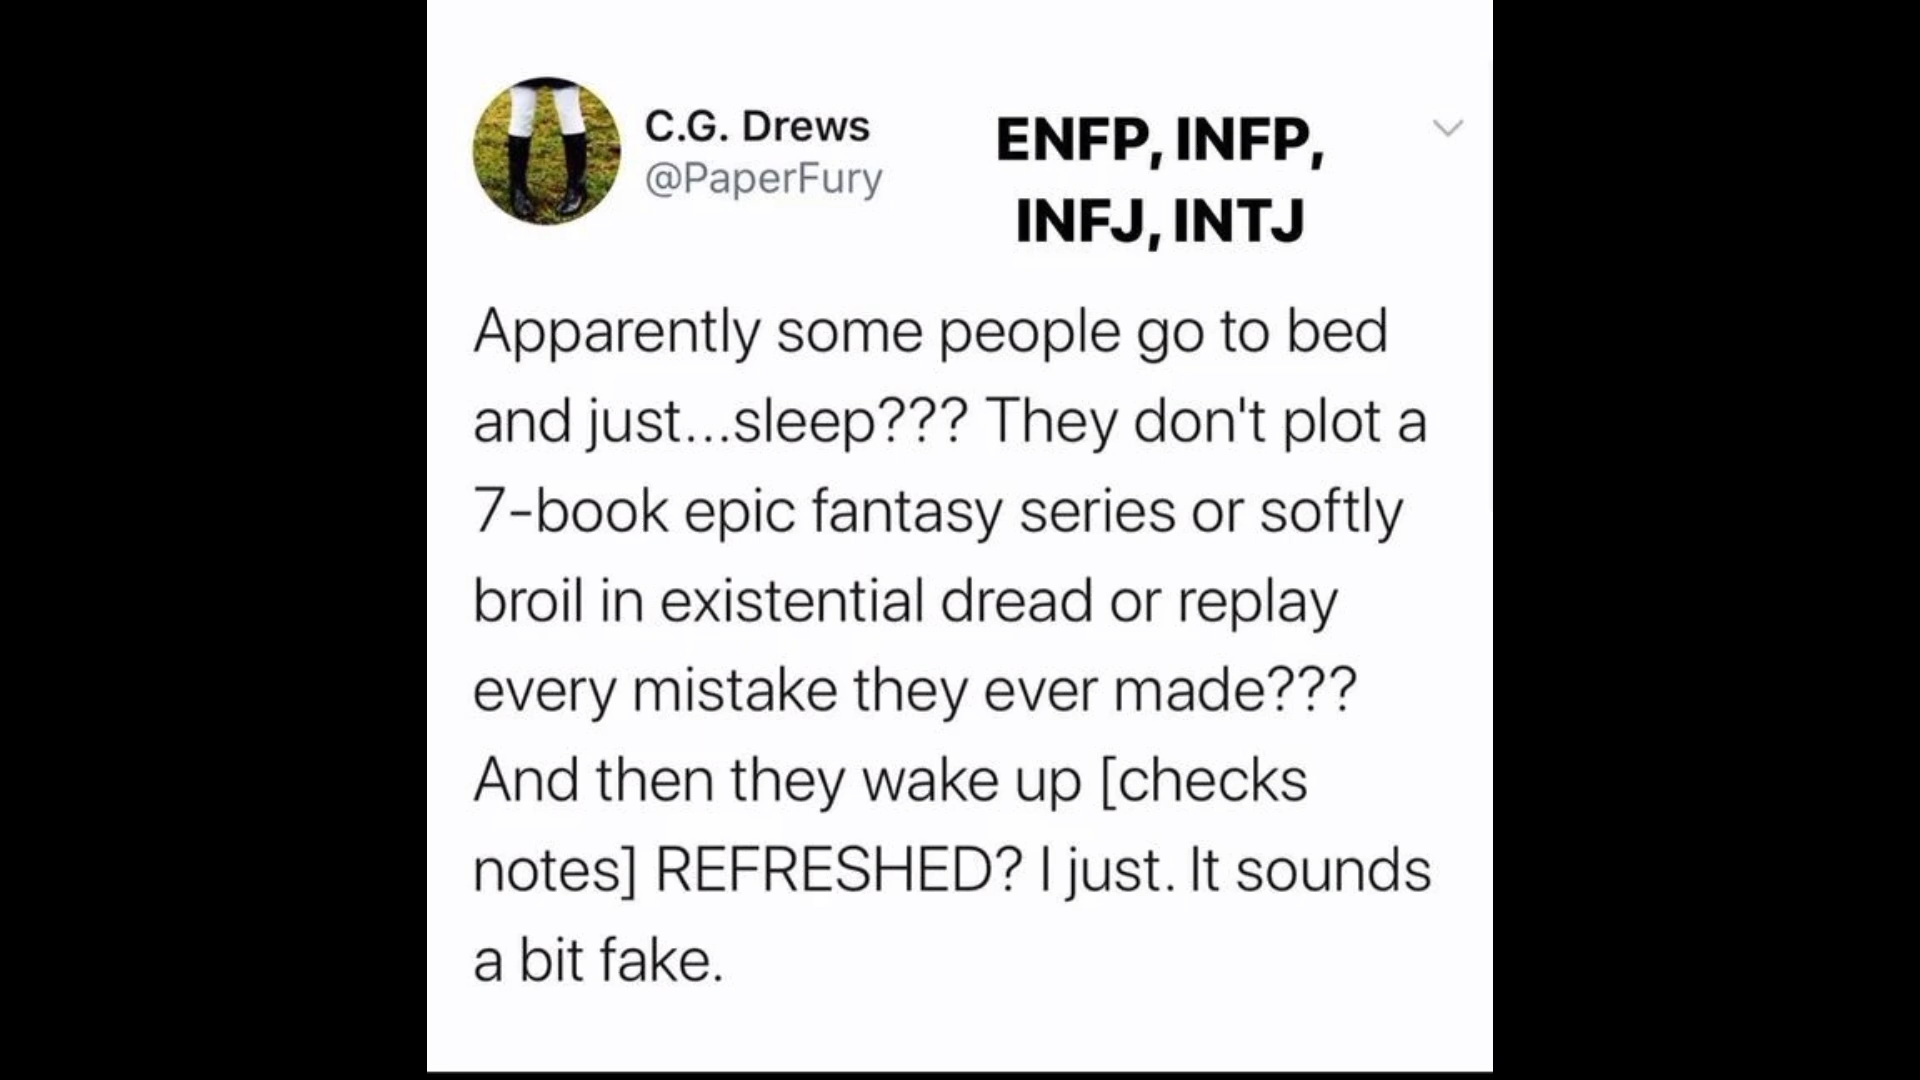 C.G. Drews
@PaperFury
ENFP, INFP,
INFJ, INTJ
Apparently some people go to bed
and just...sleep??? They don't plot a
7-book epic fantasy series or softly
broil in existential dread or replay
every mistake they ever made???
And then they wake up [checks
notes] REFRESHED? I just. It sounds
a bit fake.